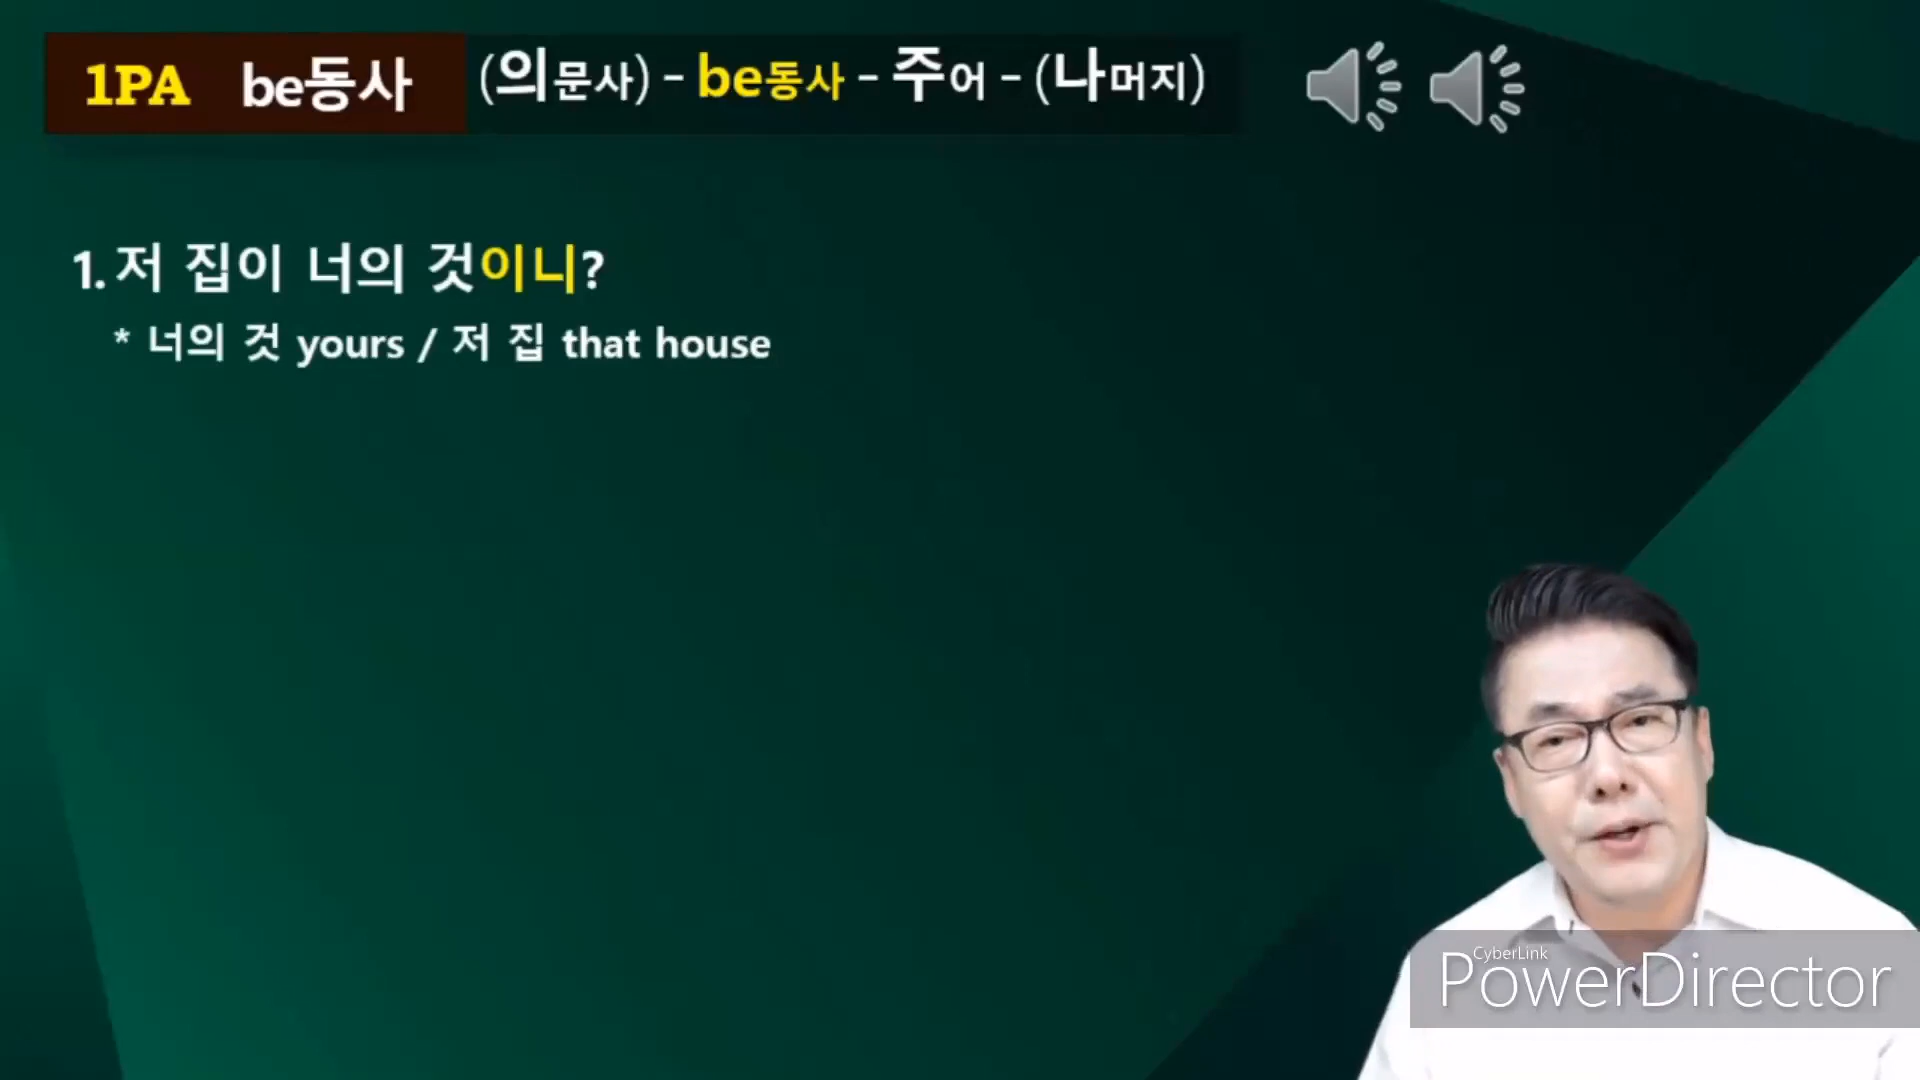 1PA be동사 (의문사) - be동사 - 주어 - (나머지)
1. 저 집이 너의 것이니?
* 너의 것 yours / 저 집 that house
CyberLink
PowerDirector